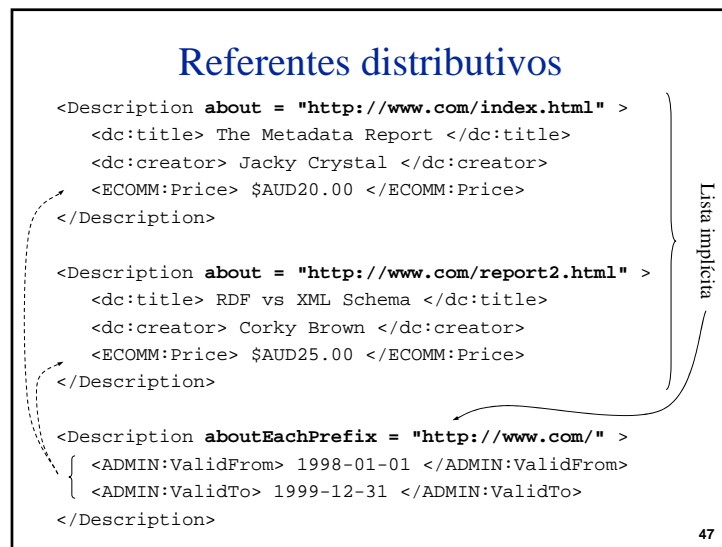 Referentes distributivos
<Description about = "http://www.com/index.html" >
<dc:title> The Metadata Report </dc:title>
<dc:creator> Jacky Crystal </dc:creator>
<ECOMM:Price> $AUD20.00 </ECOMM:Price>
</Description>
<Description about = "http://www.com/report2.html" >
<dc:title> RDF vs XML Schema </dc:title>
<dc:creator> Corky Brown </dc:creator>
<ECOMM:Price> $AUD25.00 </ECOMM:Price>
</Description>
Lista implícita
<Description aboutEachPrefix = "http://www.com/" >
<ADMIN:ValidFrom> 1998-01-01 </ADMIN:ValidFrom>
<ADMIN:ValidTo> 1999-12-31 </ADMIN:ValidTo>
</Description>
47